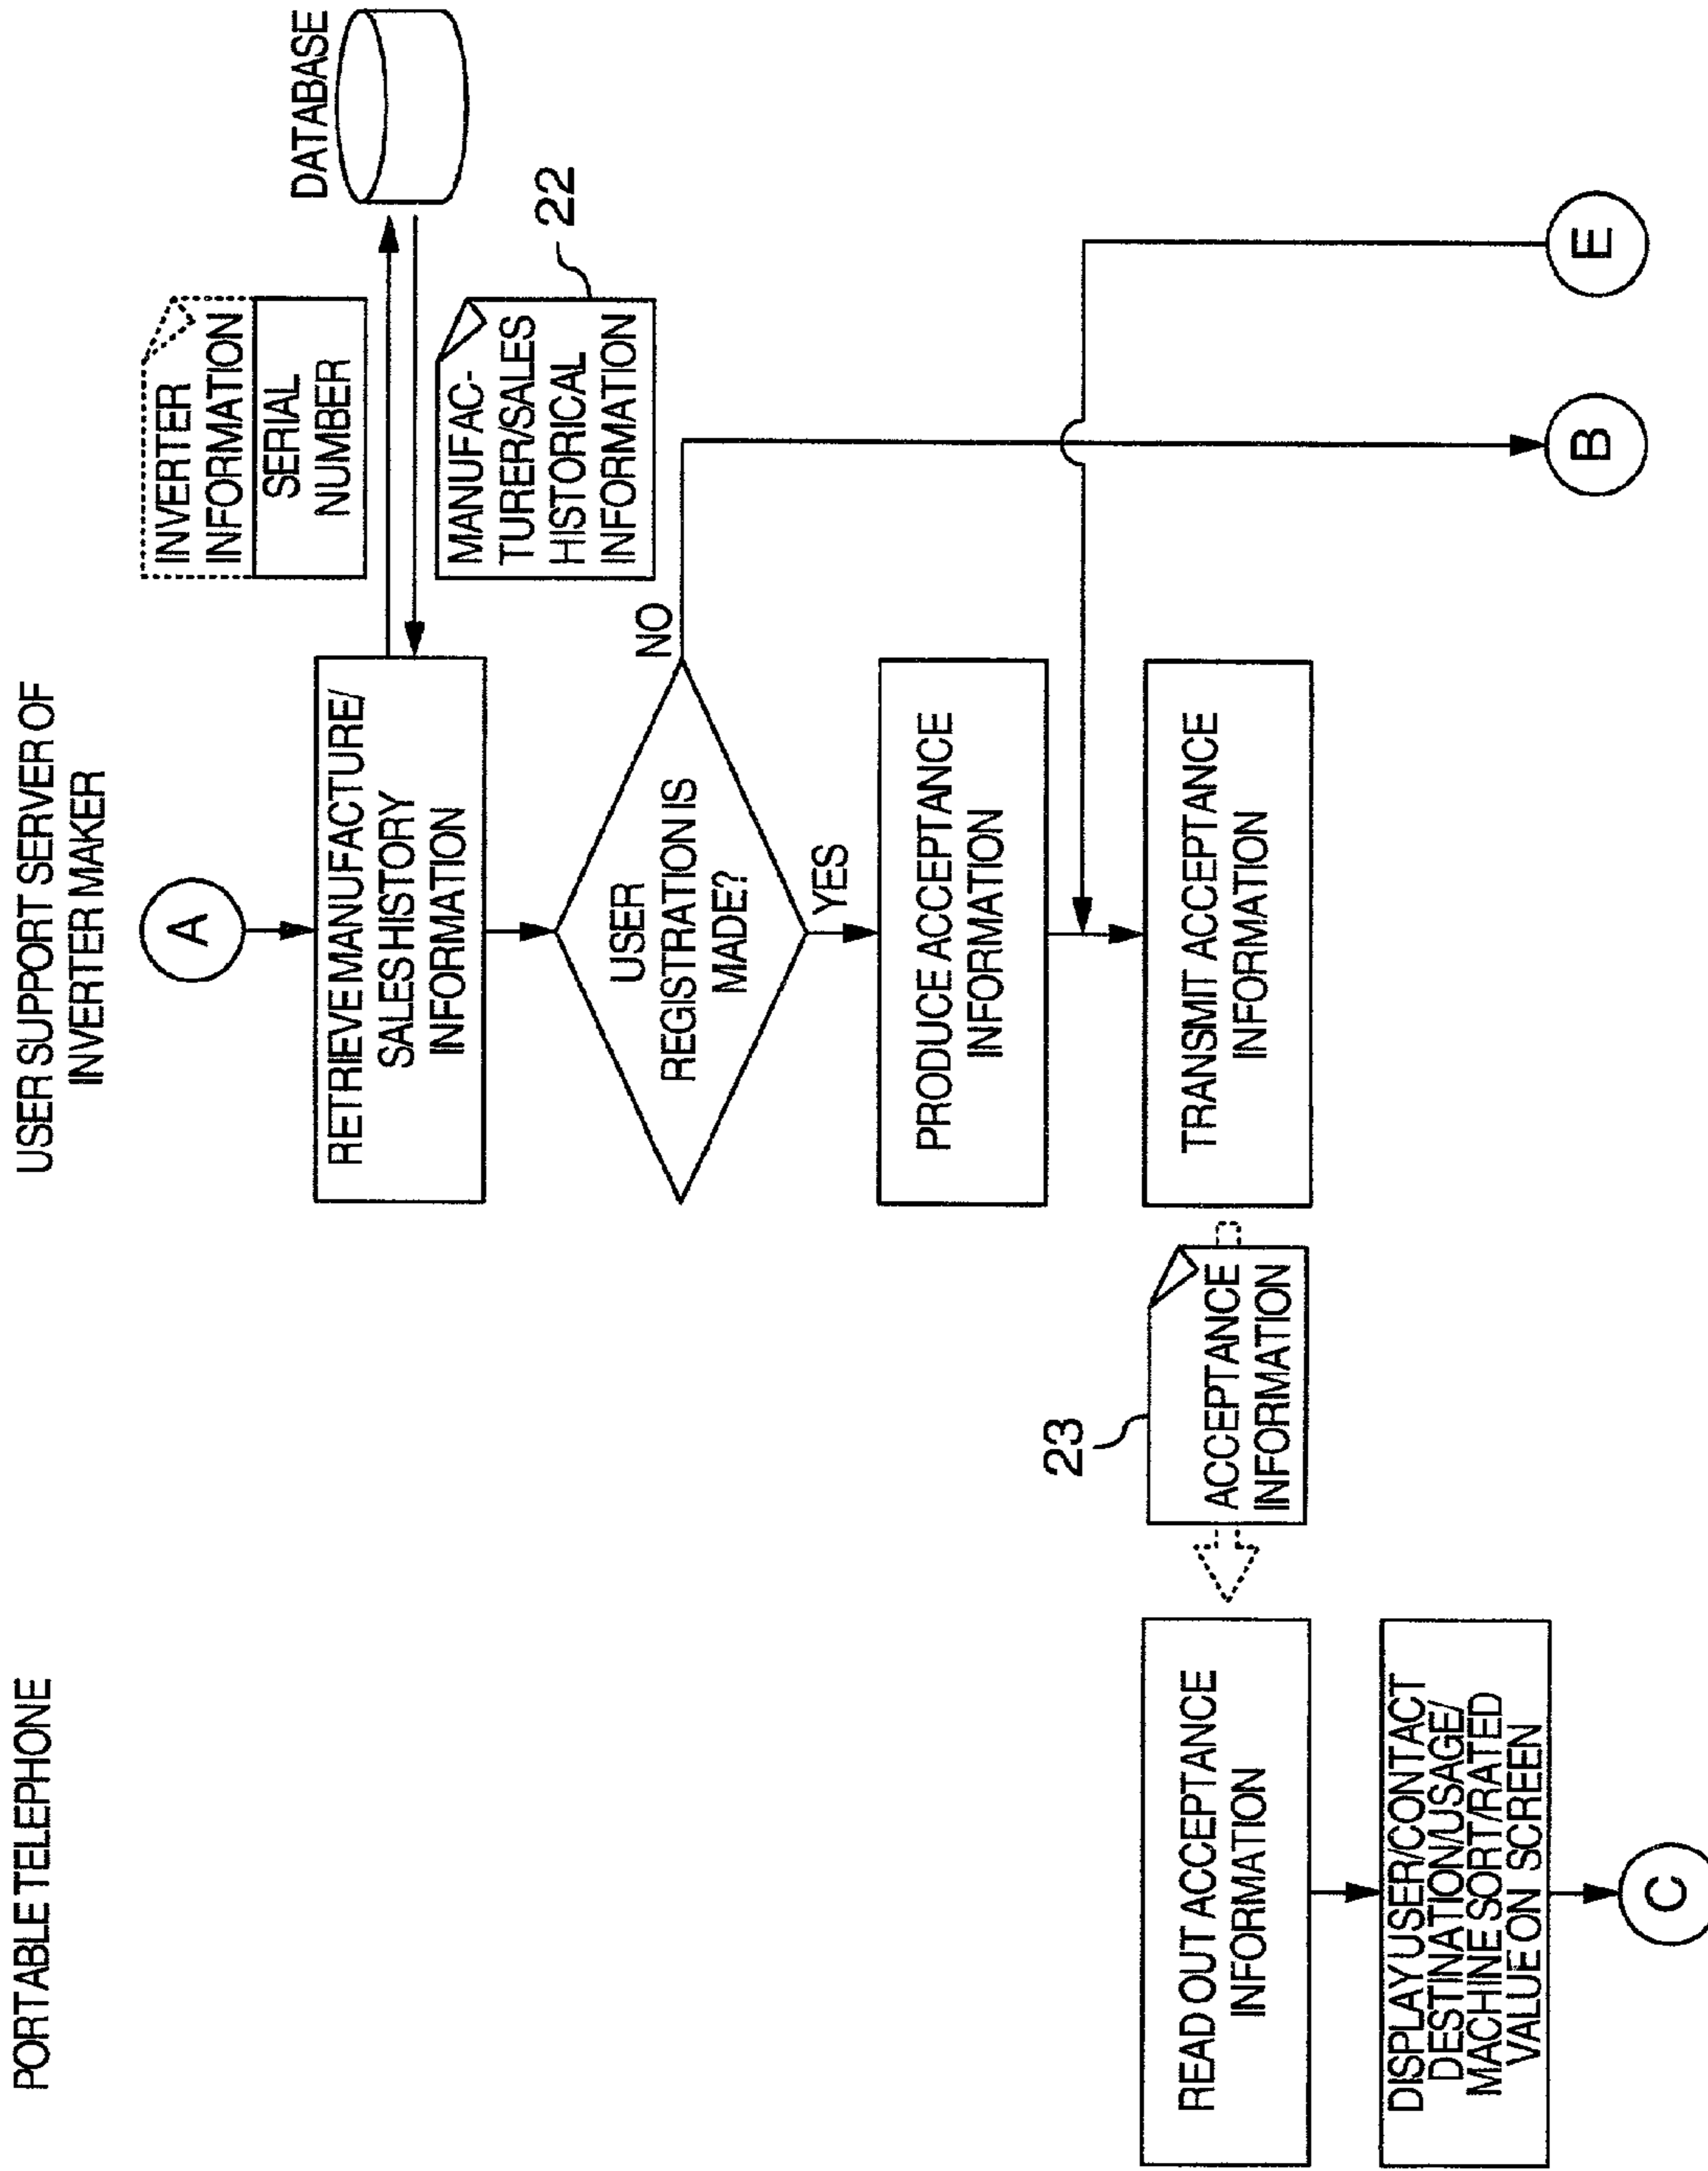 PORTABLE TELEPHONE
USER SUPPORT SERVER OF
INVERTER MAKER
A
RETRIEVE MANUFACTURE/
SALES HISTORY
INFORMATION
INVERTER
INFORMATION
SERIAL
NUMBER
DATABASE
MANUFAC-
TURER/SALES
HISTORICAL
INFORMATION
22
USER
REGISTRATION IS
MADE?
NO
YES
PRODUCE ACCEPTANCE
INFORMATION
TRANSMIT ACCEPTANCE
INFORMATION
23
ACCEPTANCE
INFORMATION
READ OUT ACCEPTANCE
INFORMATION
DISPLAY USER/CONTACT
DESTINATION/USAGE/
MACHINE SORT/RATED
VALUE ON SCREEN
C
B
E